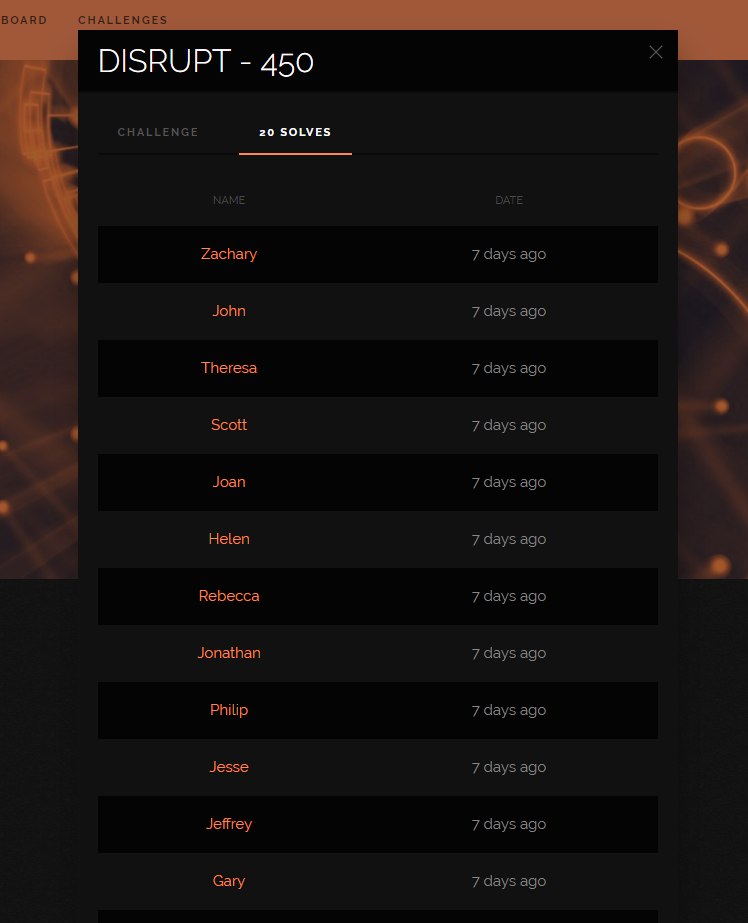 BOARD CHALLENGES
DISRUPT - 450
CHALLENGE 20 SOLVES
NAME DATE
Zachary 7 days ago
John 7 days ago
Theresa 7 days ago
Scott 7 days ago
Joan 7 days ago
Helen 7 days ago
Rebecca 7 days ago
Jonathan 7 days ago
Philip 7 days ago
Jesse 7 days ago
Jeffrey 7 days ago
Gary 7 days ago